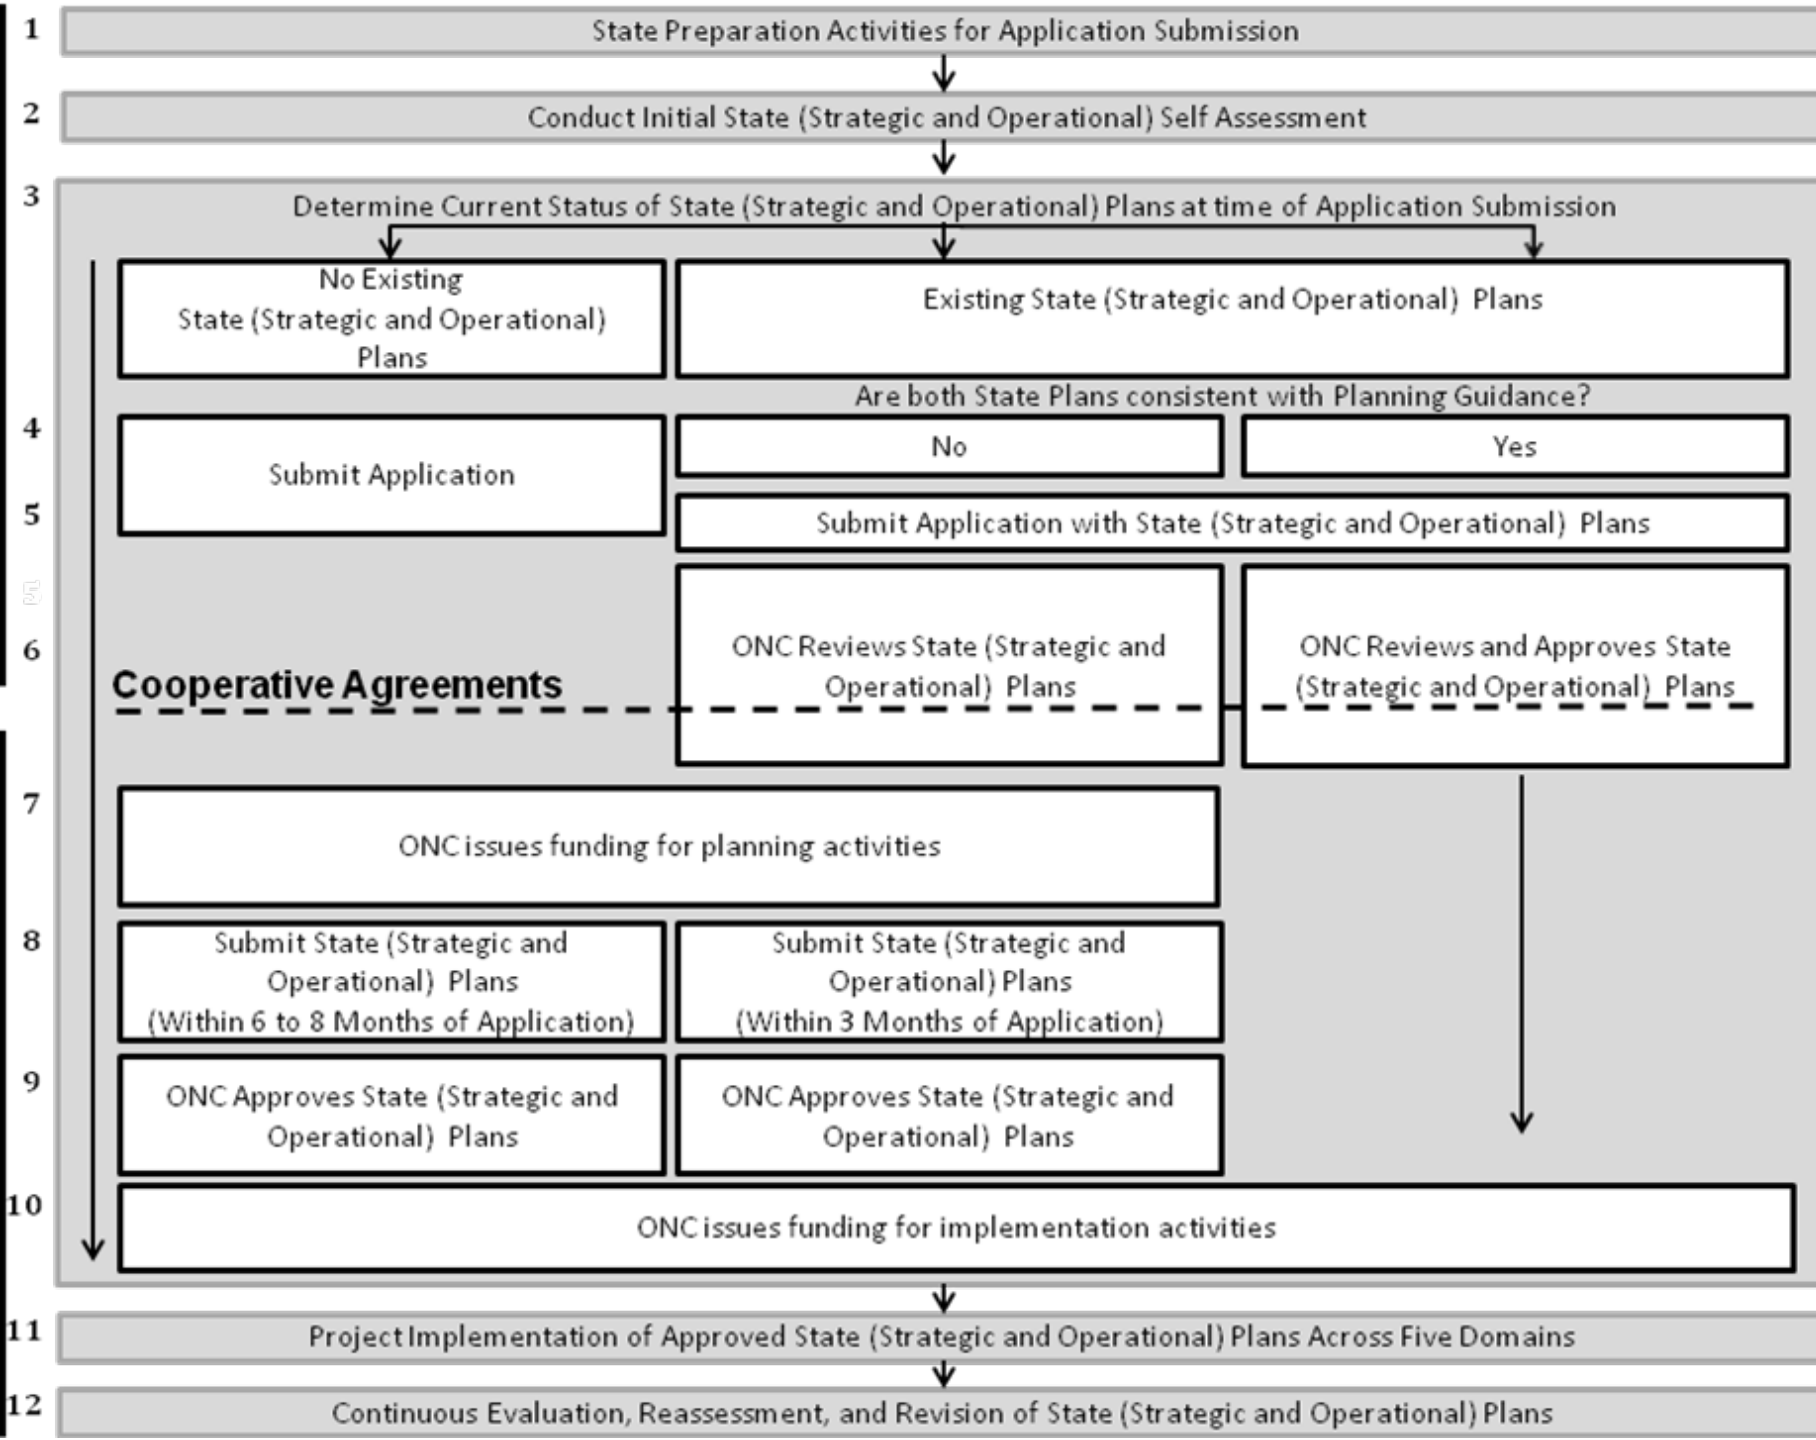 1
State Preparation Activities for Application Submission
2
Conduct Initial State (Strategic and Operational) Self Assessment
3
Determine Current Status of State (Strategic and Operational) Plans at time of Application Submission
No Existing
State (Strategic and Operational)
Plans
Existing State (Strategic and Operational) Plans
Are both State Plans consistent with Planning Guidance?
4
Submit Application
No
Yes
5
Submit Application with State (Strategic and Operational) Plans
6
ONC Reviews State (Strategic and
Operational) Plans
ONC Reviews and Approves State
(Strategic and Operational) Plans
Cooperative Agreements
7
ONC issues funding for planning activities
8
Submit State (Strategic and
Operational) Plans
(Within 6 to 8 Months of Application)
Submit State (Strategic and
Operational) Plans
(Within 3 Months of Application)
9
ONC Approves State (Strategic and
Operational) Plans
ONC Approves State (Strategic and
Operational) Plans
10
ONC issues funding for implementation activities
11
Project Implementation of Approved State (Strategic and Operational) Plans Across Five Domains
12
Continuous Evaluation, Reassessment, and Revision of State (Strategic and Operational) Plans